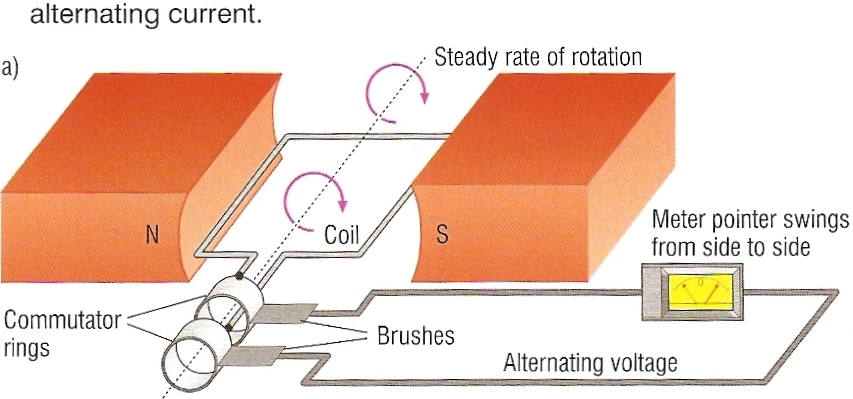 alternating current.
a)
Steady rate of rotation
N
Coil
S
Meter pointer swings
from side to side
0
Commutator
rings
Brushes
Alternating voltage